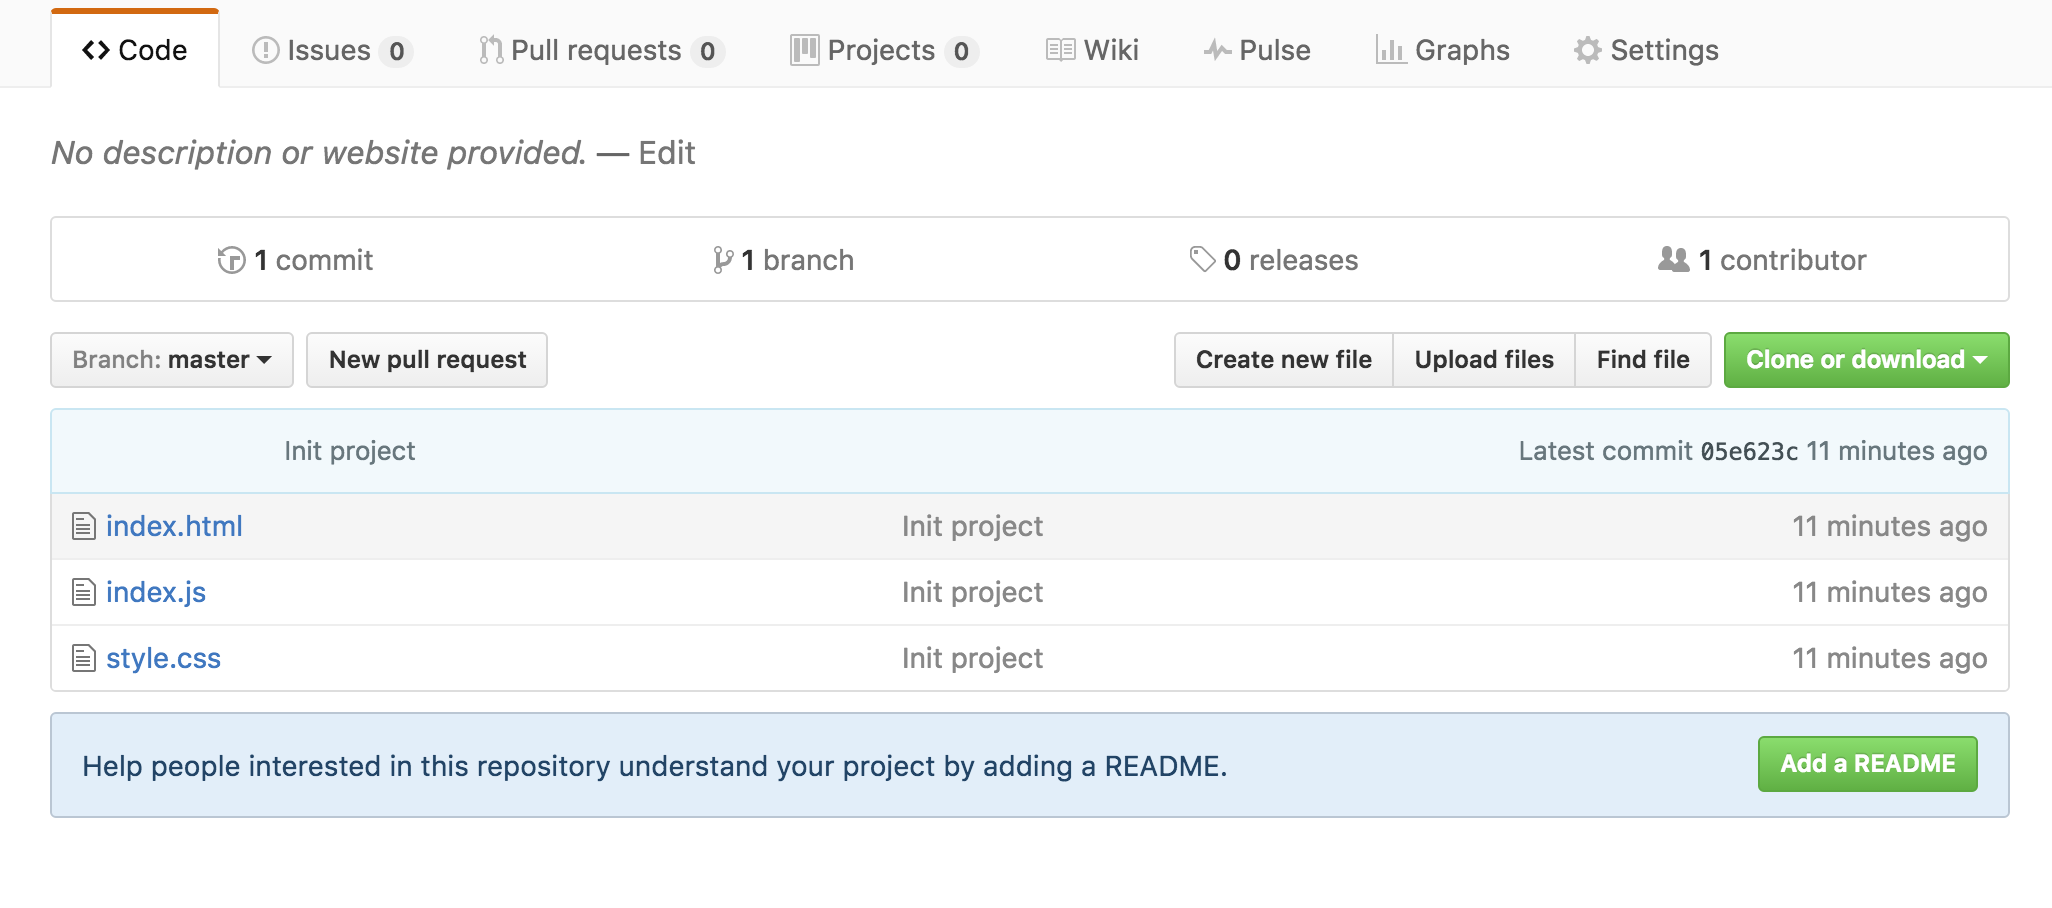 Code Issues 0 Pull requests 0 Projects 0 Wiki Pulse Graphs Settings
No description or website provided. — Edit
1 commit 1 branch 0 releases 1 contributor
Branch: master New pull request Create new file Upload files Find file Clone or download
Init project Latest commit 05e623c 11 minutes ago
index.html Init project 11 minutes ago
index.js Init project 11 minutes ago
style.css Init project 11 minutes ago
Help people interested in this repository understand your project by adding a README. Add a README